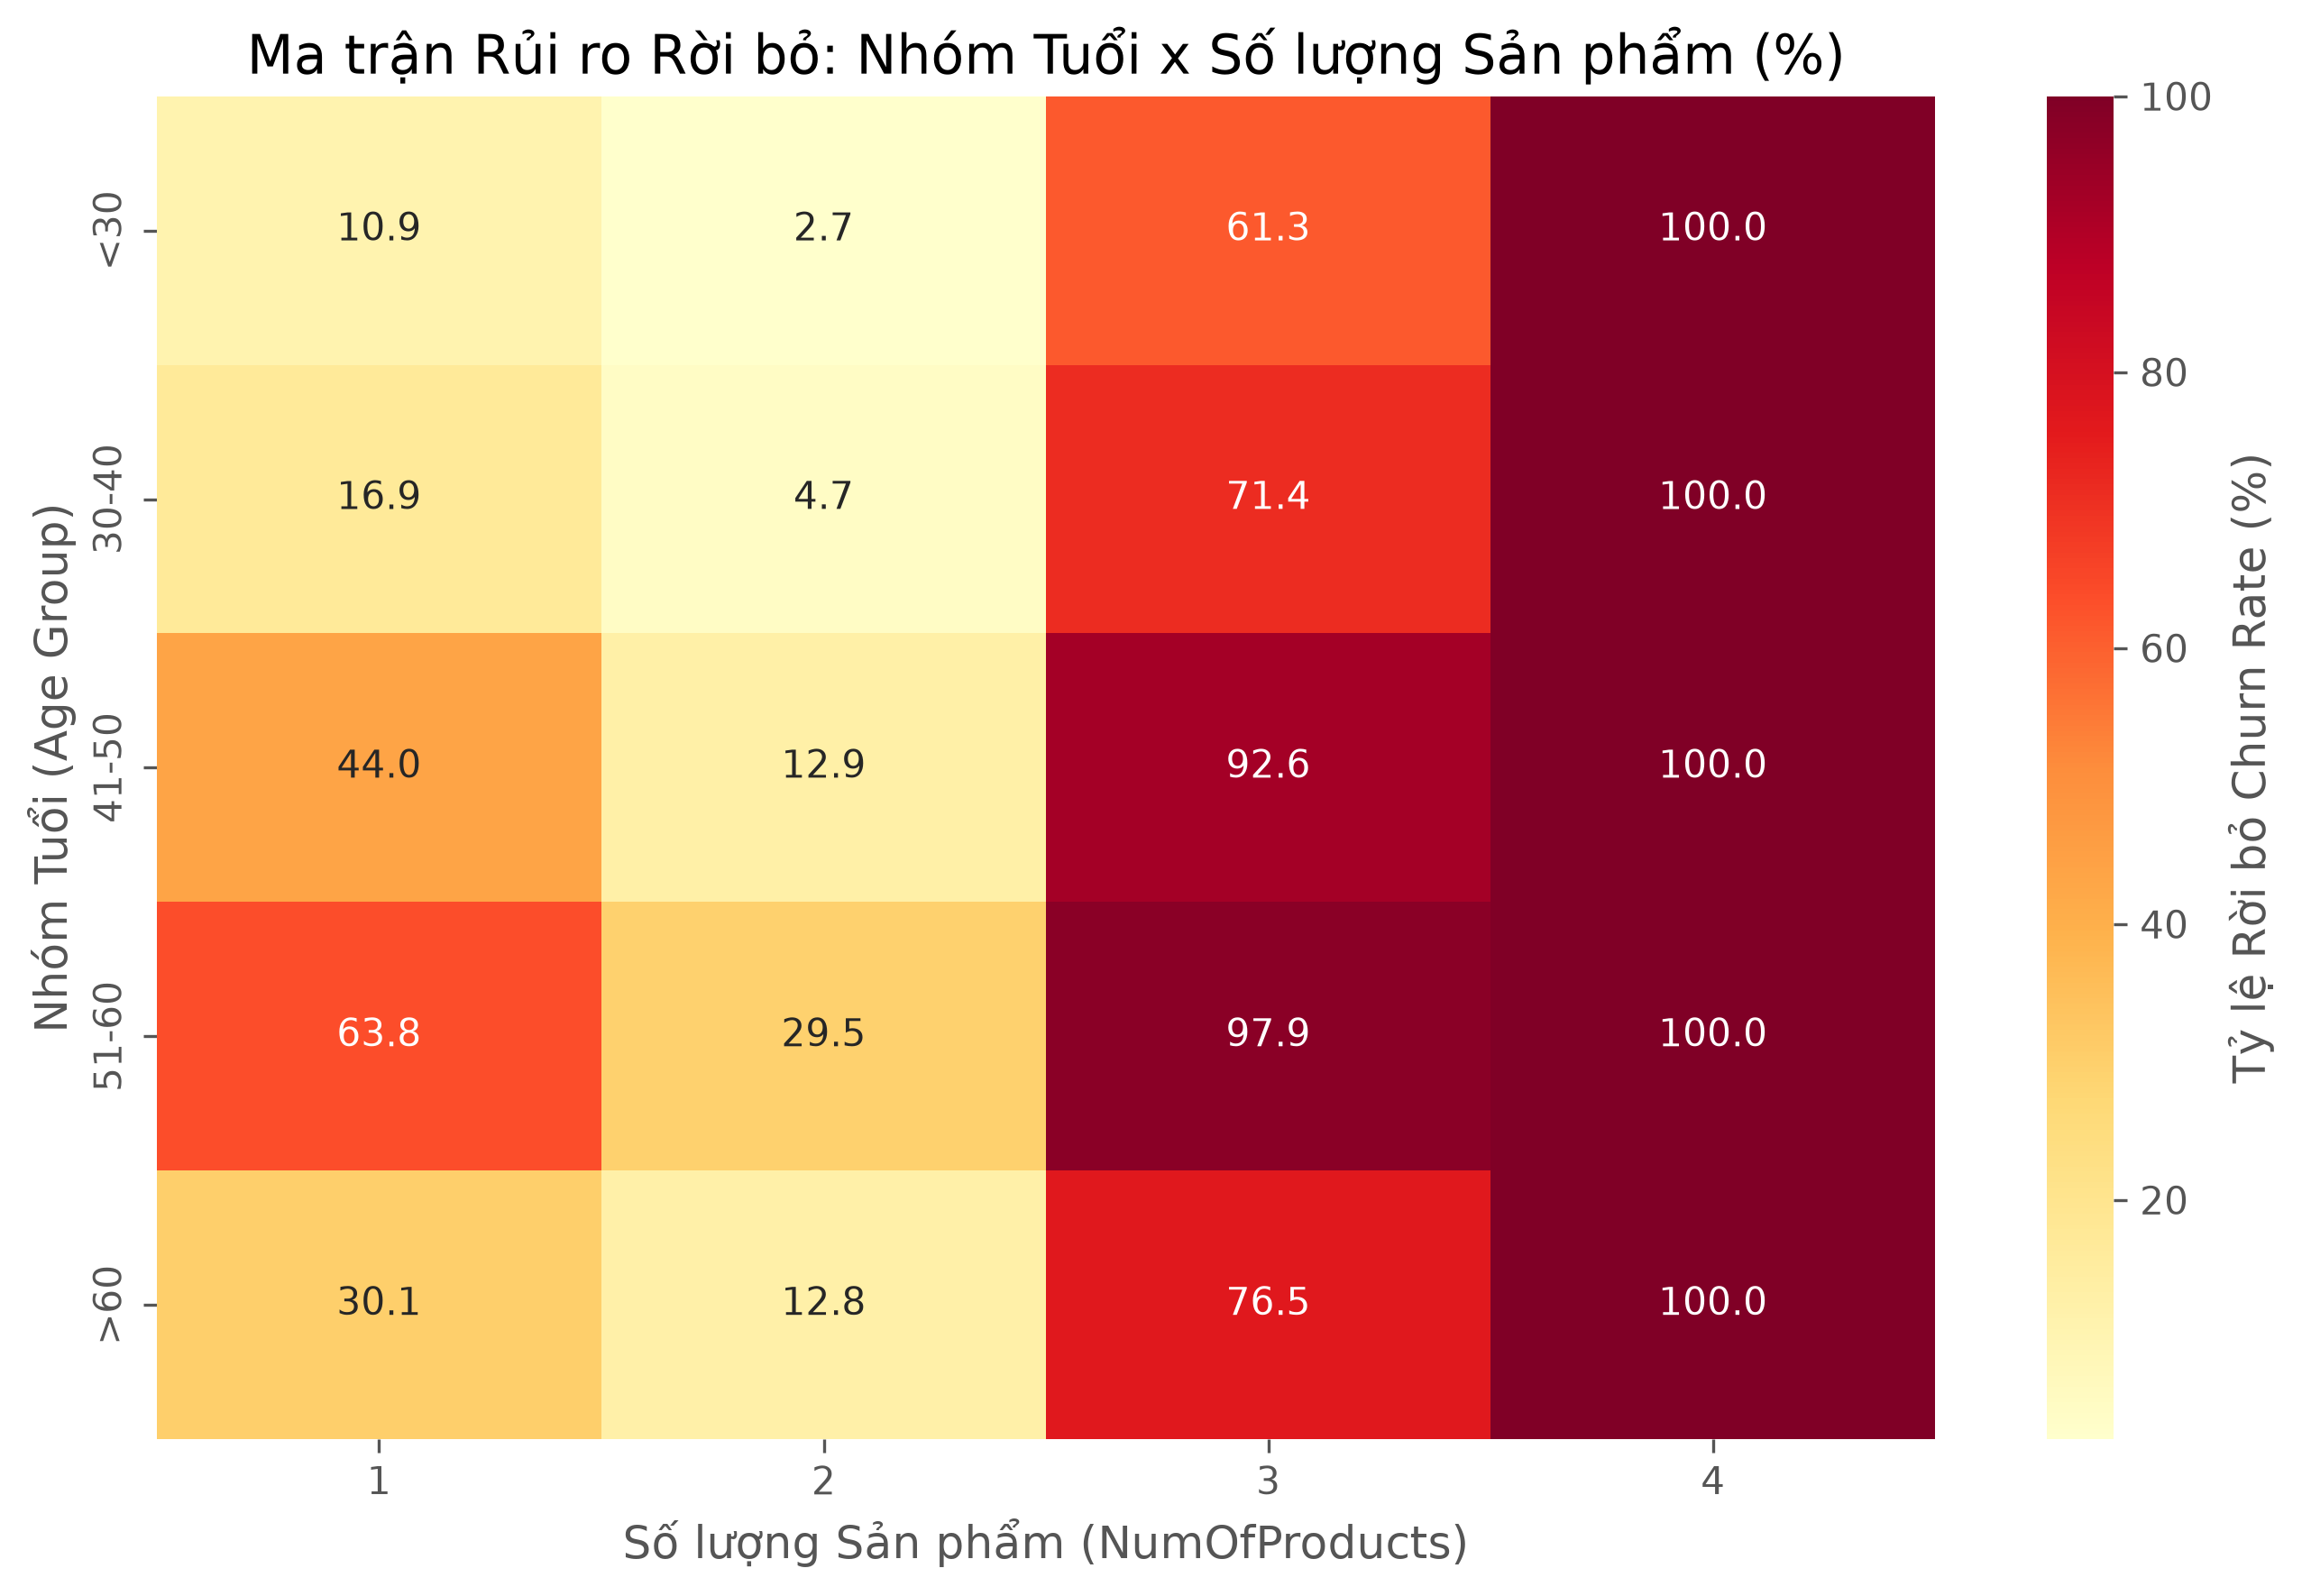 Ma trận Rủi ro Rời bỏ: Nhóm Tuổi x Số lượng Sản phẩm (%)
Nhóm Tuổi (Age Group)
<30
10.9 2.7 61.3 100.0
30-40
16.9 4.7 71.4 100.0
41-50
44.0 12.9 92.6 100.0
51-60
63.8 29.5 97.9 100.0
>60
30.1 12.8 76.5 100.0
1 2 3 4
Số lượng Sản phẩm (NumOfProducts)
100
80
60
40
20
Tỷ lệ Rời bỏ Churn Rate (%)